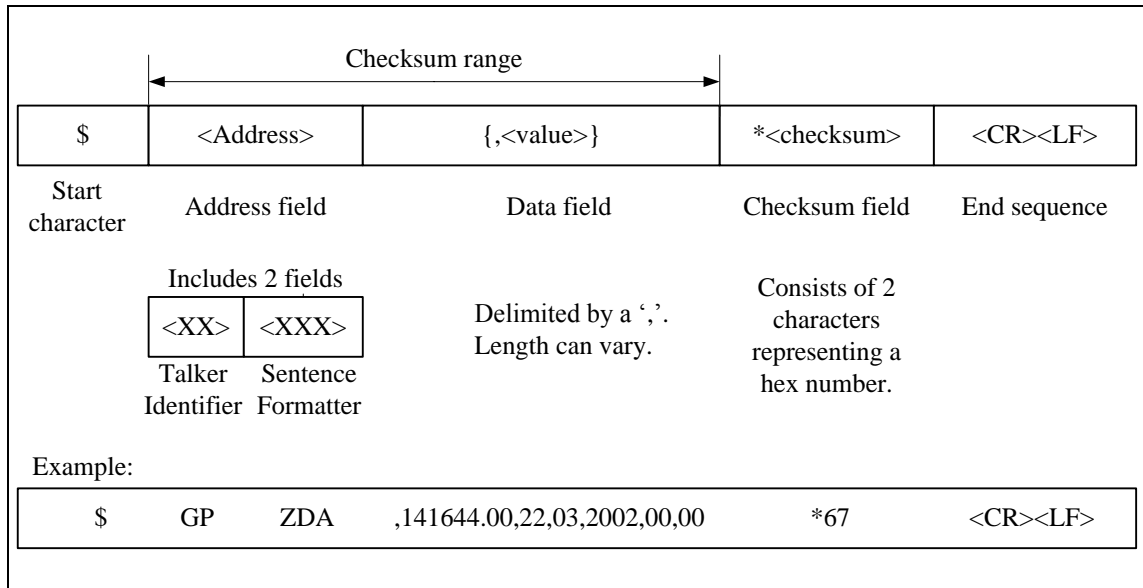 Checksum range
$ <Address> {,<value>} *<checksum> <CR><LF>
Start character
Address field
Data field
Checksum field
End sequence
Includes 2 fields
<XX> <XXX>
Talker Identifier
Sentence Formatter
Delimited by a ‘,’.
Length can vary.
Consists of 2
characters
representing a
hex number.
Example:
$ GP ZDA ,141644.00,22,03,2002,00,00 *67 <CR><LF>